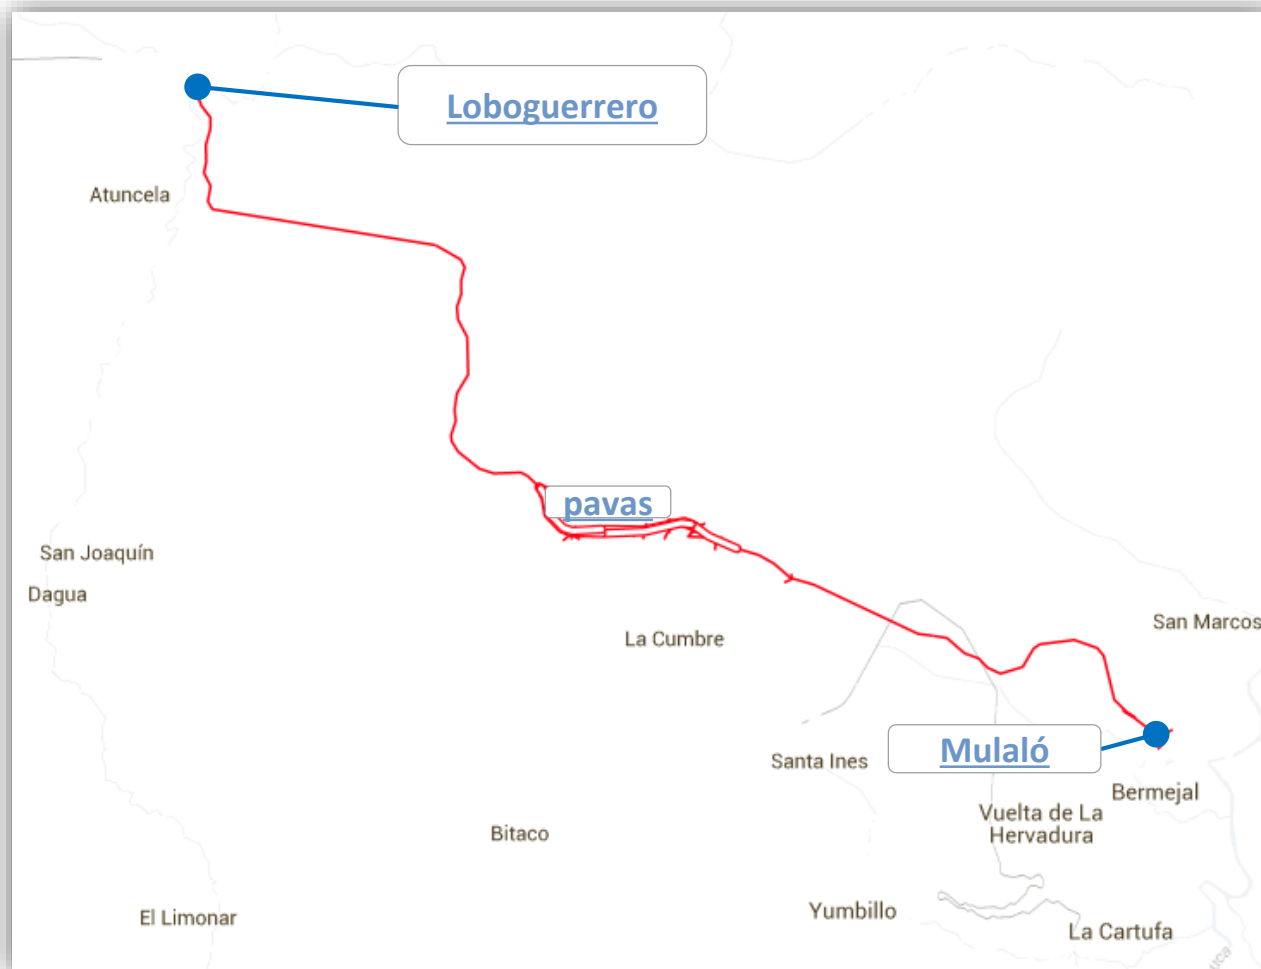 Loboguerrero
Atuncela
pavas
San Joaquín
Dagua
La Cumbre
San Marcos
Mulaló
Santa Ines
Bermejal
Vuelta de La
Hervadura
Bitaco
Yumbillo
El Limonar
La Cartufa
uca